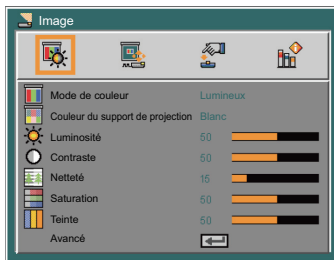 Image
Mode de couleur Lumineux
Couleur du support de projection Blanc
Luminosité 50
Contraste 50
Netteté 15
Saturation 50
Teinte 50
Avancé